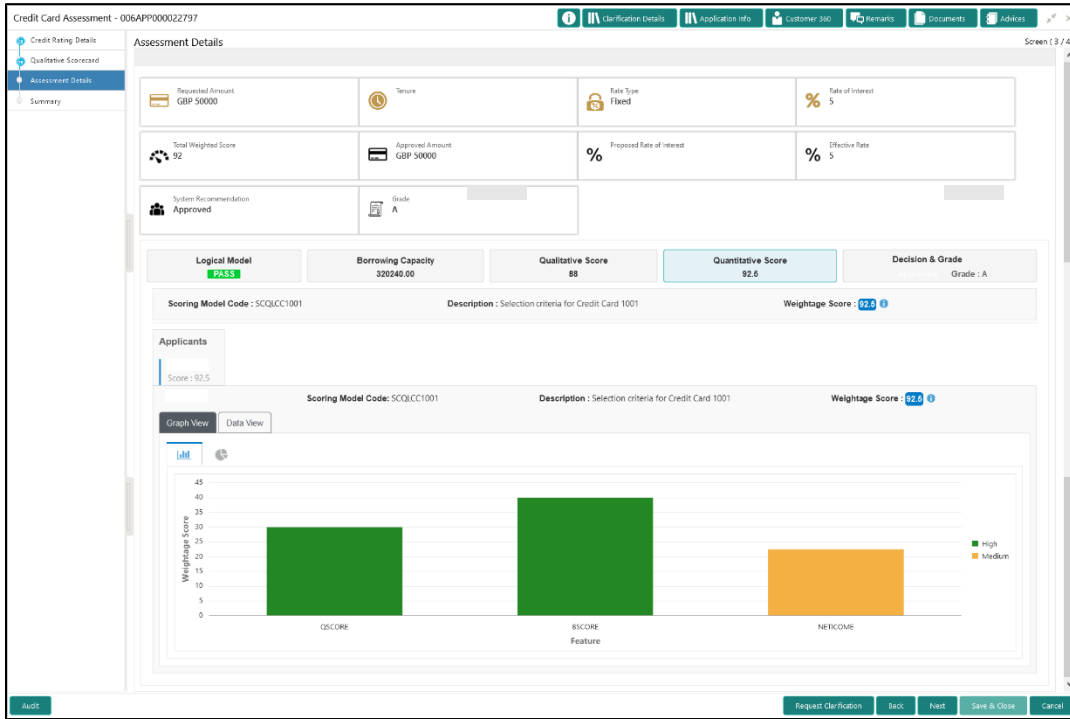 Credit Card Assessment - 006APP000022797
Clarification Details
Application Info
Customer 360
Remarks
Documents
Advices
Credit Rating Details
Qualitative Scorecard
Assessment Details
Summary
Assessment Details
Screen ( 3 / 4
Requested Amount
GBP 50000
Tenure
Rate Type
Fixed
Rate of Interest
5
Total Weighted Score
92
Approved Amount
GBP 50000
Proposed Rate of Interest
Effective Rate
5
System Recommendation
Approved
Grade
A
Logical Model
PASS
Borrowing Capacity
320240.00
Qualitative Score
88
Quantitative Score
92.5
Decision & Grade
Grade : A
Scoring Model Code : SCQLCC1001 Description : Selection criteria for Credit Card 1001 Weightage Score : 92.5
Applicants
Score : 92.5
Scoring Model Code: SCQLCC1001 Description : Selection criteria for Credit Card 1001 Weightage Score : 92.5
Graph View
Data View
45
40
35
30
25
20
15
10
5
0
Weightage Score
QSCORE
BSCORE
NETICOME
Feature
High
Medium
Audit
Request Clarification
Back
Next
Save & Close
Cancel